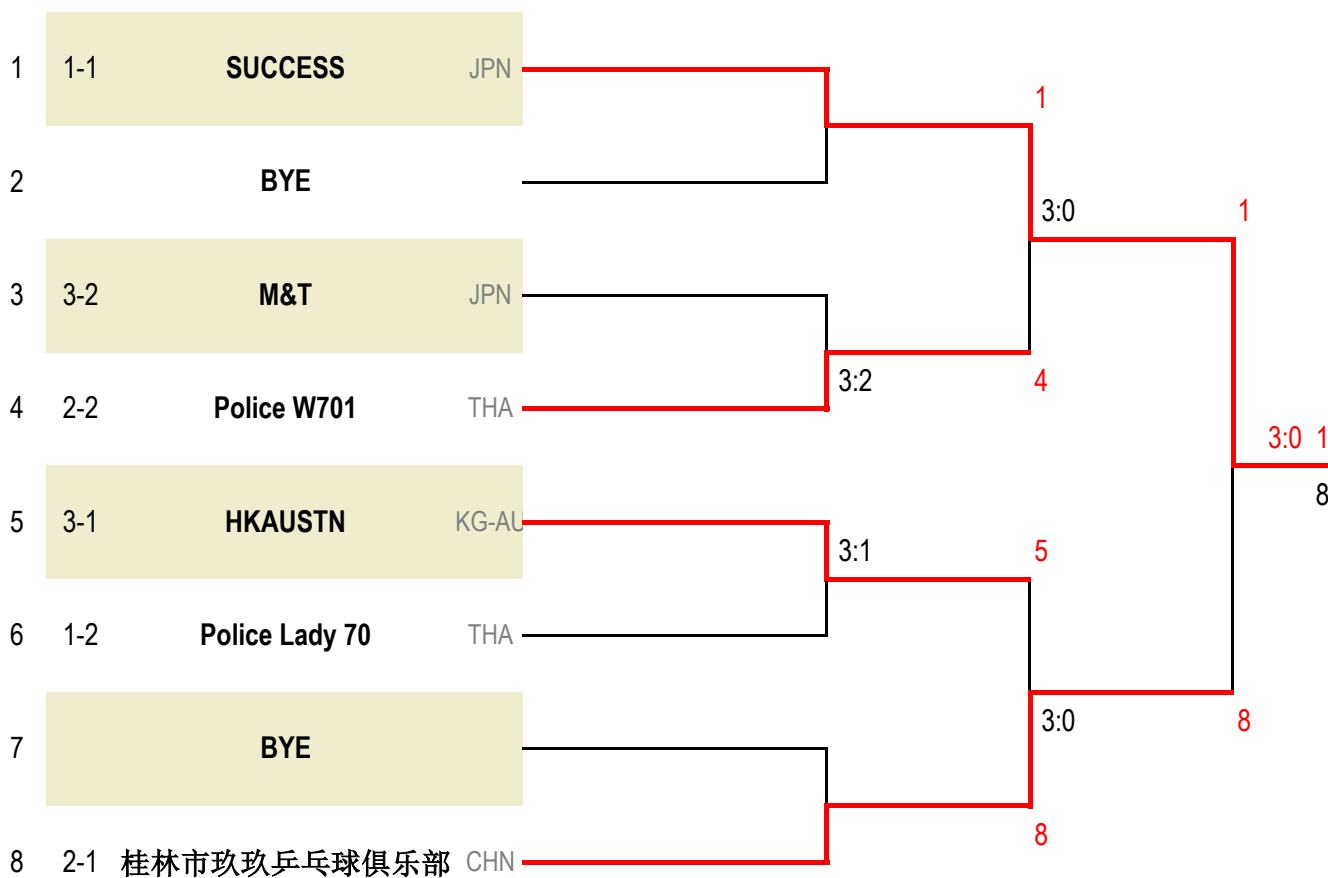 1 1-1 SUCCESS JPN
1
2 BYE
3:0 1
3 3-2 M&T JPN
3:2 4
4 2-2 Police W701 THA
3:0 1
8
5 3-1 HKAUSTN KG-AU
3:1 5
6 1-2 Police Lady 70 THA
3:0 8
7 BYE
8
8 2-1 桂林市玖玖乒乓球俱乐部 CHN